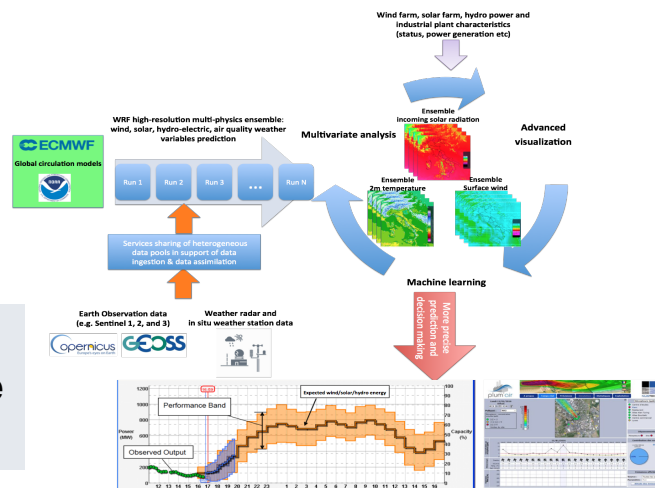 Wind farm, solar farm, hydro power and
industrial plant characteristics
(status, power generation etc)
WRF high-resolution multi-physics ensemble:
wind, solar, hydro-electric, air quality weather
variables prediction
Ensemble
incoming solar radiation
Multivariate analysis
Advanced
visualization
ECMWF
Global circulation models
noaa
Run 1
Run 2
Run 3
...
Run N
Ensemble
2m temperature
Ensemble
Surface wind
Services sharing of heterogeneous
data pools in support of data
ingestion & data assimilation
Machine learning
More precise
prediction and
decision making
Earth Observation data
(e.g. Sentinel 1, 2, and 3)
Weather radar and
in situ weather station data
opernicus
GEOSS
e
1200
1000
800
600
400
200
Power
(MW)
Performance Band
Observed Output
Expected wind/solar/hydro energy
100
90
80
70
60
50
40
30
20
10
0
Capacity
(%)
12 13 14 15 16 17 18 19 20 21 22 23 1 2 3 4 5 6 7 8 9 10 11 12 13 14 15 16
plumair